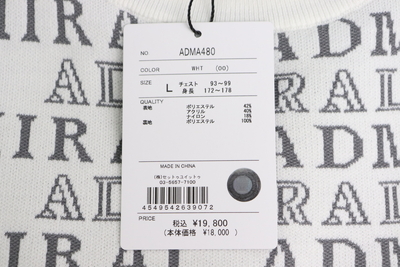 ADMIRAL
NO ADMA480
COLOR WHT (00)
SIZE L チェスト 93～99
身長 172～178
QUALITY
表地 ポリエステル 42%
アクリル 40%
ナイロン 18%
裏地 ポリエステル 100%
MADE IN CHINA
03-5657-7100
4549542639072
PRICE
税込 ¥19,800
(本体価格 ¥18,000)